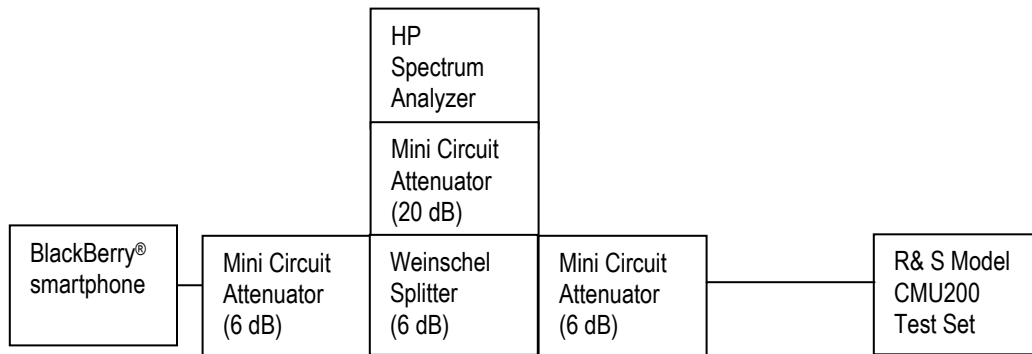 HP
Spectrum
Analyzer
Mini Circuit
Attenuator
(20 dB)
BlackBerry®
smartphone
Mini Circuit
Attenuator
(6 dB)
Weinschel
Splitter
(6 dB)
Mini Circuit
Attenuator
(6 dB)
R& S Model
CMU200
Test Set